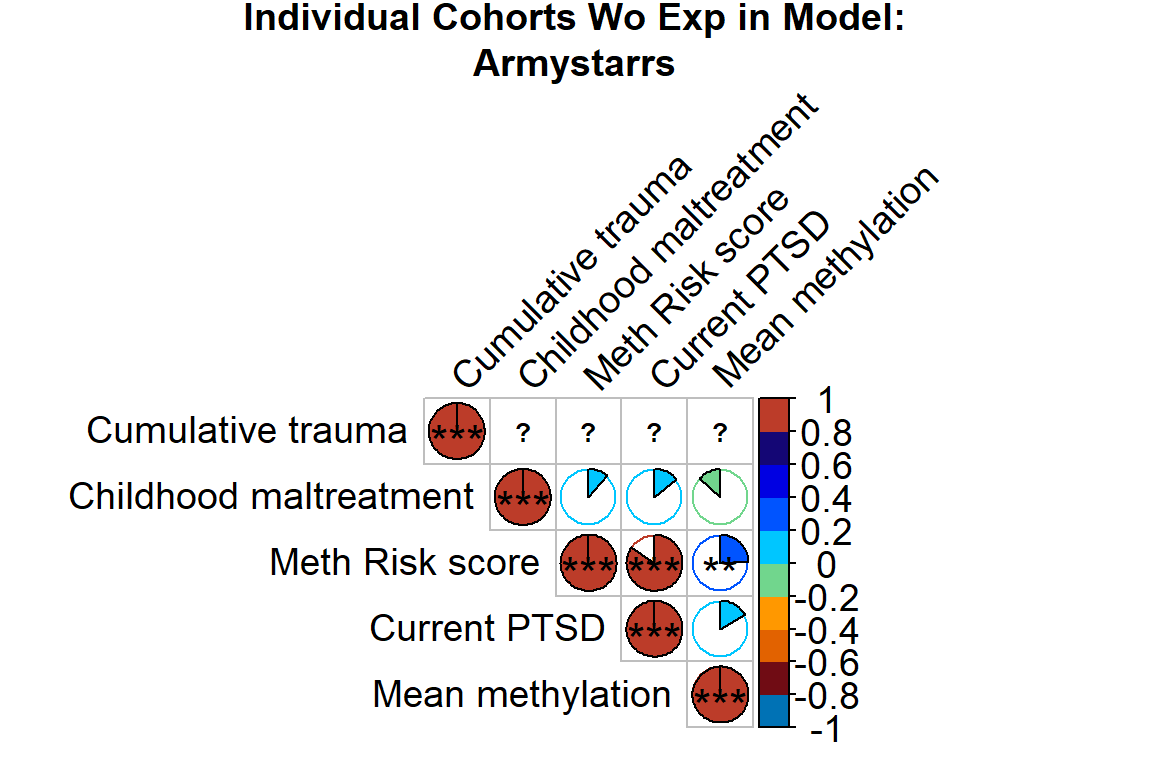 Individual Cohorts Wo Exp in Model:
Armystarrs
Cumulative trauma
Childhood maltreatment
Meth Risk score
Current PTSD
Mean methylation
Cumulative trauma *** ? ? ? ?
Childhood maltreatment ***
Meth Risk score *** *** **
Current PTSD ***
Mean methylation ***
1
0.8
0.6
0.4
0.2
0
-0.2
-0.4
-0.6
-0.8
-1